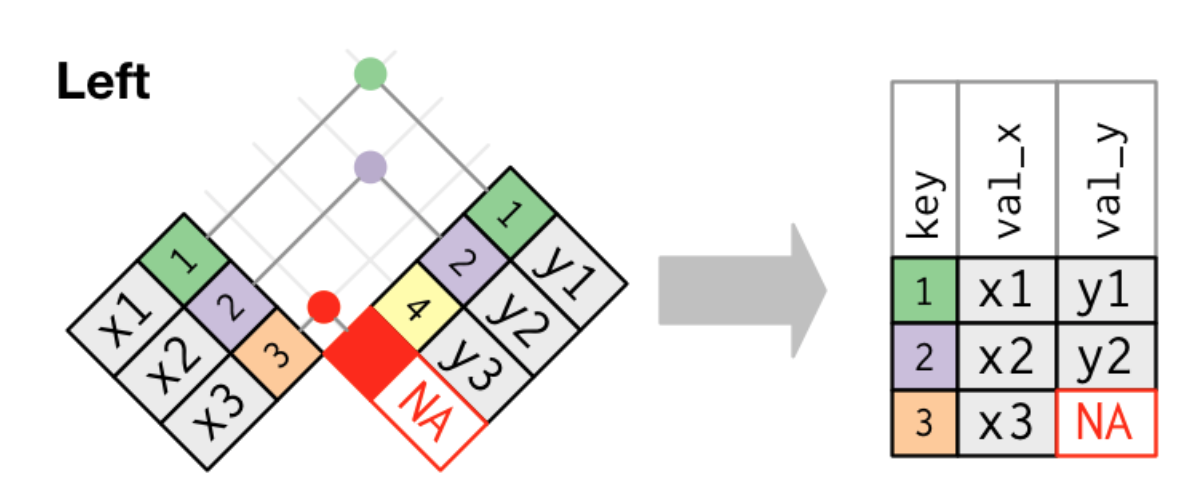 Left
1 x1
2 x2
3 x3
1 y1
2 y2
4 y3
NA
key val_x val_y
1 x1 y1
2 x2 y2
3 x3 NA